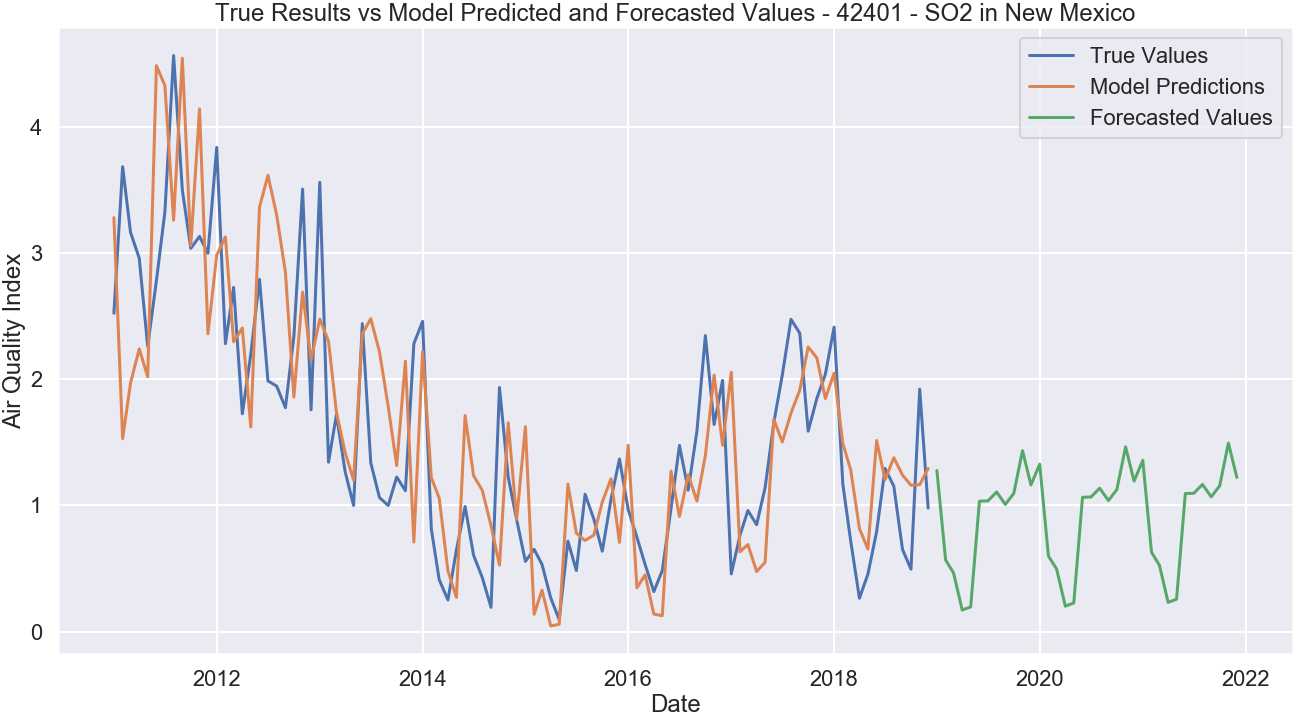 True Results vs Model Predicted and Forecasted Values - 42401 - SO2 in New Mexico
True Values
Model Predictions
Forecasted Values
Air Quality Index
4
3
2
1
0
2012 2014 2016 2018 2020 2022
Date